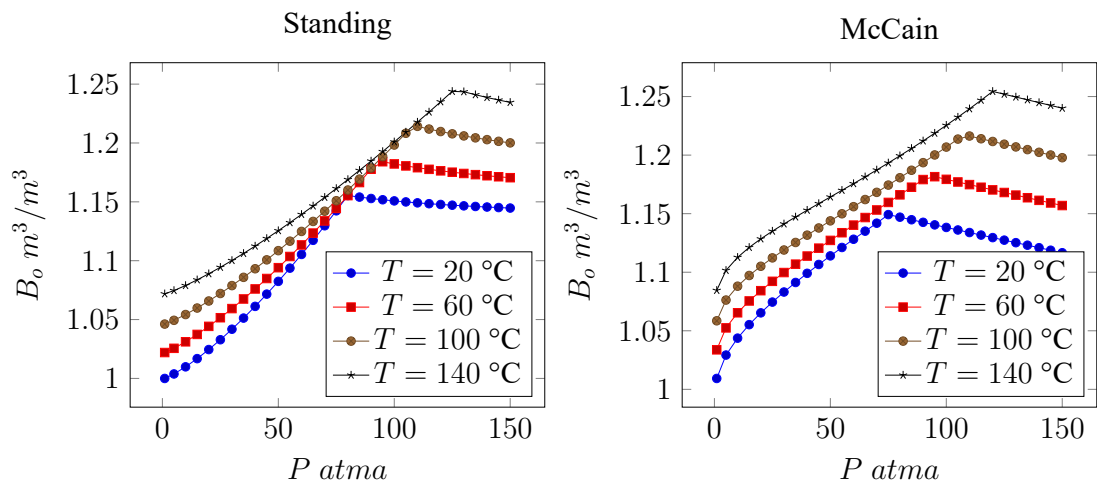 Standing
B_o m^3/m^3
1.25
1.2
1.15
1.1
1.05
1
T = 20 °C
T = 60 °C
T = 100 °C
T = 140 °C
0
50
100
150
P atma
McCain
B_o m^3/m^3
1.25
1.2
1.15
1.1
1.05
1
T = 20 °C
T = 60 °C
T = 100 °C
T = 140 °C
0
50
100
150
P atma